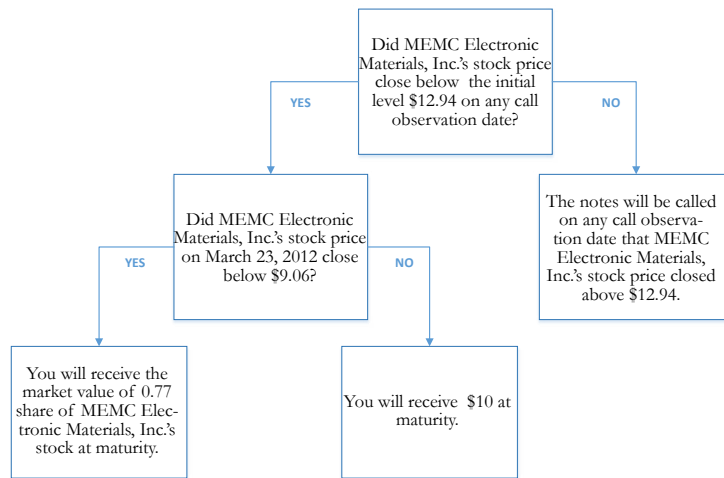 Did MEMC Electronic
Materials, Inc.'s stock price
close below the initial
level $12.94 on any call
observation date?
YES
NO
Did MEMC Electronic
Materials, Inc.'s stock price
on March 23, 2012 close
below $9.06?
The notes will be called
on any call observa-
tion date that MEMC
Electronic Materials,
Inc.'s stock price closed
above $12.94.
YES
NO
You will receive the
market value of 0.77
share of MEMC Elec-
tronic Materials, Inc.'s
stock at maturity.
You will receive $10 at
maturity.